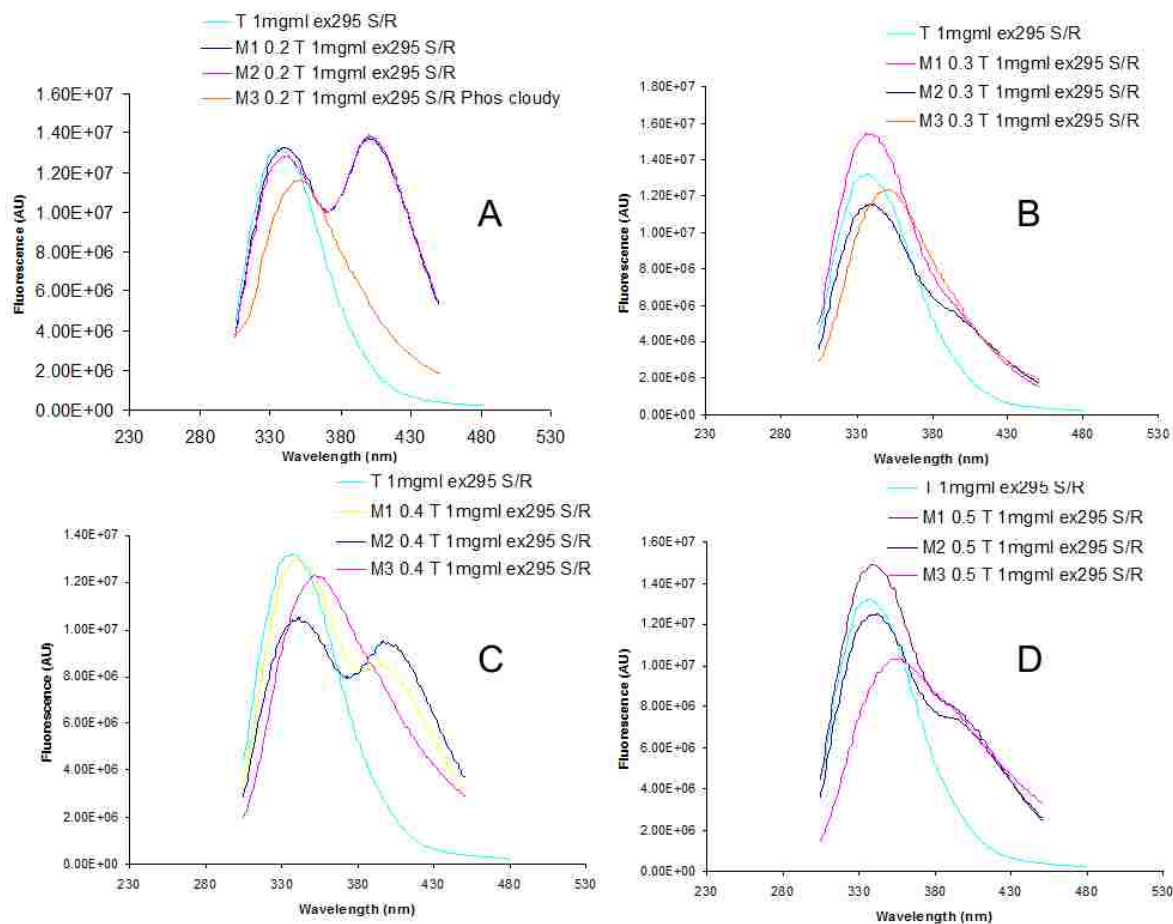 T 1mgml ex295 S/R
M1 0.2 T 1mgml ex295 S/R
M2 0.2 T 1mgml ex295 S/R
M3 0.2 T 1mgml ex295 S/R Phos cloudy
1.60E+07
1.40E+07
1.20E+07
1.00E+07
8.00E+06
6.00E+06
4.00E+06
2.00E+06
0.00E+00
Fluorescence (AU)
A
230 280 330 380 430 480 530
Wavelength (nm)
T 1mgml ex295 S/R
M1 0.3 T 1mgml ex295 S/R
M2 0.3 T 1mgml ex295 S/R
M3 0.3 T 1mgml ex295 S/R
1.80E+07
1.60E+07
1.40E+07
1.20E+07
1.00E+07
8.00E+06
6.00E+06
4.00E+06
2.00E+06
0.00E+00
Fluorescence (AU)
B
230 280 330 380 430 480 530
Wavelength (nm)
T 1mgml ex295 S/R
M1 0.4 T 1mgml ex295 S/R
M2 0.4 T 1mgml ex295 S/R
M3 0.4 T 1mgml ex295 S/R
1.40E+07
1.20E+07
1.00E+07
8.00E+06
6.00E+06
4.00E+06
2.00E+06
0.00E+00
Fluorescence (AU)
C
230 280 330 380 430 480 530
Wavelength (nm)
T 1mgml ex295 S/R
M1 0.5 T 1mgml ex295 S/R
M2 0.5 T 1mgml ex295 S/R
M3 0.5 T 1mgml ex295 S/R
1.60E+07
1.40E+07
1.20E+07
1.00E+07
8.00E+06
6.00E+06
4.00E+06
2.00E+06
0.00E+00
Fluorescence (AU)
D
230 280 330 380 430 480 530
Wavelength (nm)